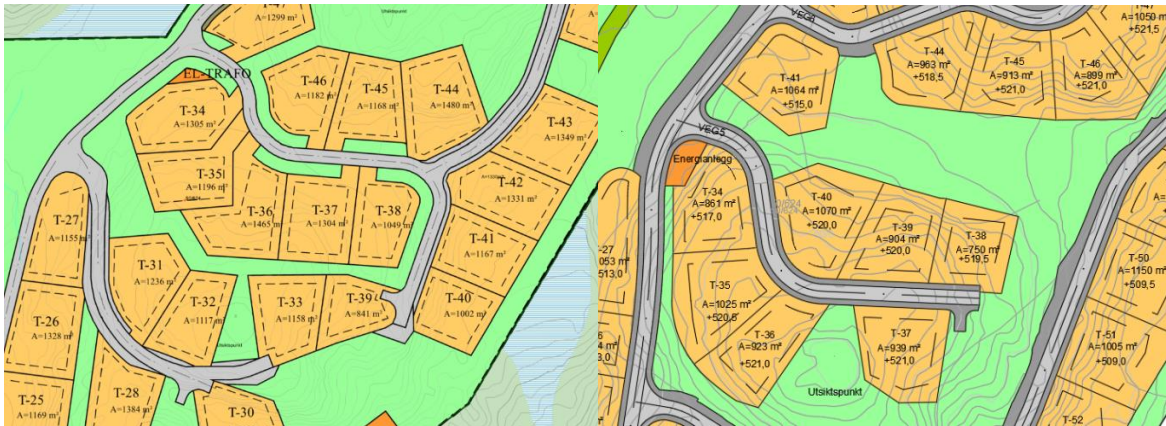 A=1299 m²
Utsiktspunkt
EL-TRAFO
T-46
A=1182 m²
T-45
A=1168 m²
T-44
A=1480 m²
T-34
A=1305 m²
T-43
A=1349 m²
T-35
A=1196 m²
T-42
A=1331 m²
T-27
A=1155 m²
T-36
A=1465 m²
T-37
A=1304 m²
T-38
A=1049 m²
T-41
A=1167 m²
T-31
A=1236 m²
T-32
A=1117 m²
T-33
A=1158 m²
T-39
A=841 m²
T-40
A=1002 m²
T-26
A=1328 m²
T-28
A=1384 m²
T-25
A=1169 m²
T-30
VEG5
T-41
A=1064 m²
+515,0
T-44
A=963 m²
+518,5
T-45
A=913 m²
+521,0
T-46
A=899 m²
+521,0
A=1050 m²
+521,5
Energianlegg
T-34
A=861 m²
+517,0
T-40
A=1070 m²
+520,0
T-39
A=904 m²
+520,0
T-38
A=750 m²
+519,5
T-35
A=1025 m²
+520,5
T-36
A=923 m²
+521,0
T-37
A=939 m²
+521,0
Utsiktspunkt
T-50
A=1150 m²
+509,5
T-51
A=1005 m²
+509,0
T-52